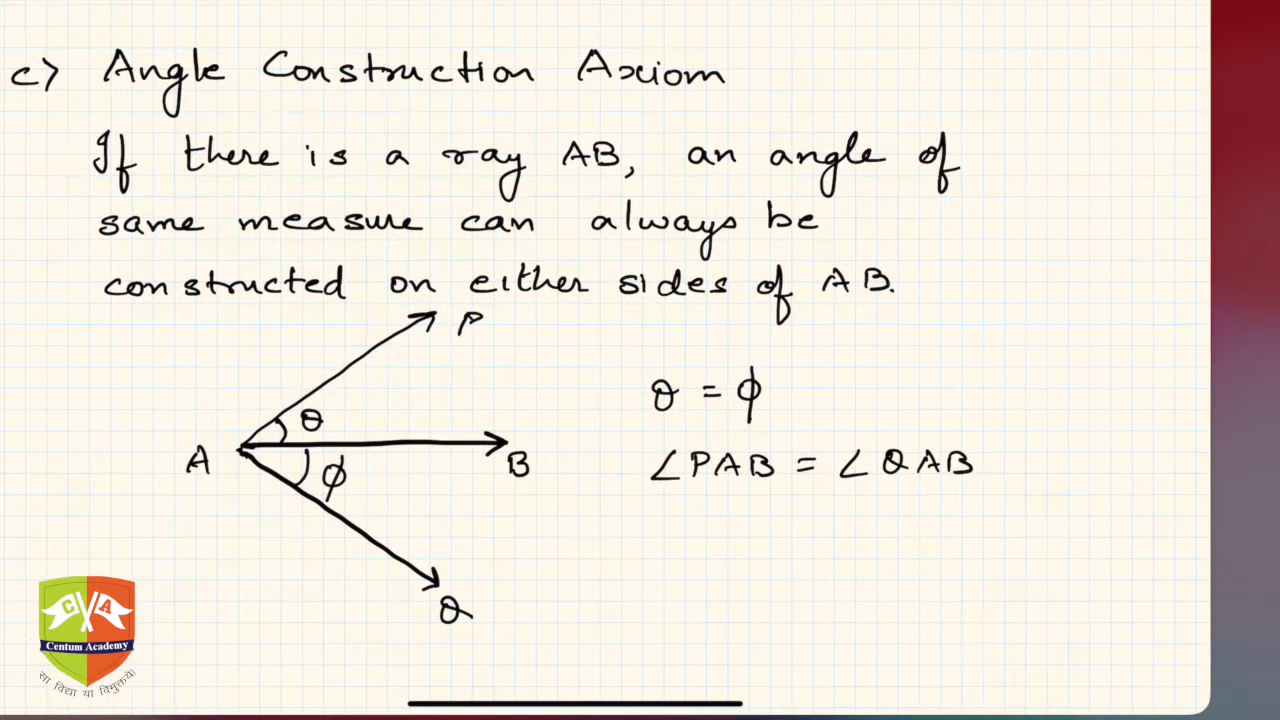 c) Angle Construction Axiom
If there is a ray AB, an angle of
same measure can always be
constructed on either sides of AB.
P
θ
A
B
ϕ
Q
θ = ϕ
∠PAB = ∠QAB
C A
Centum Academy
सा विद्या या विमुक्तये।